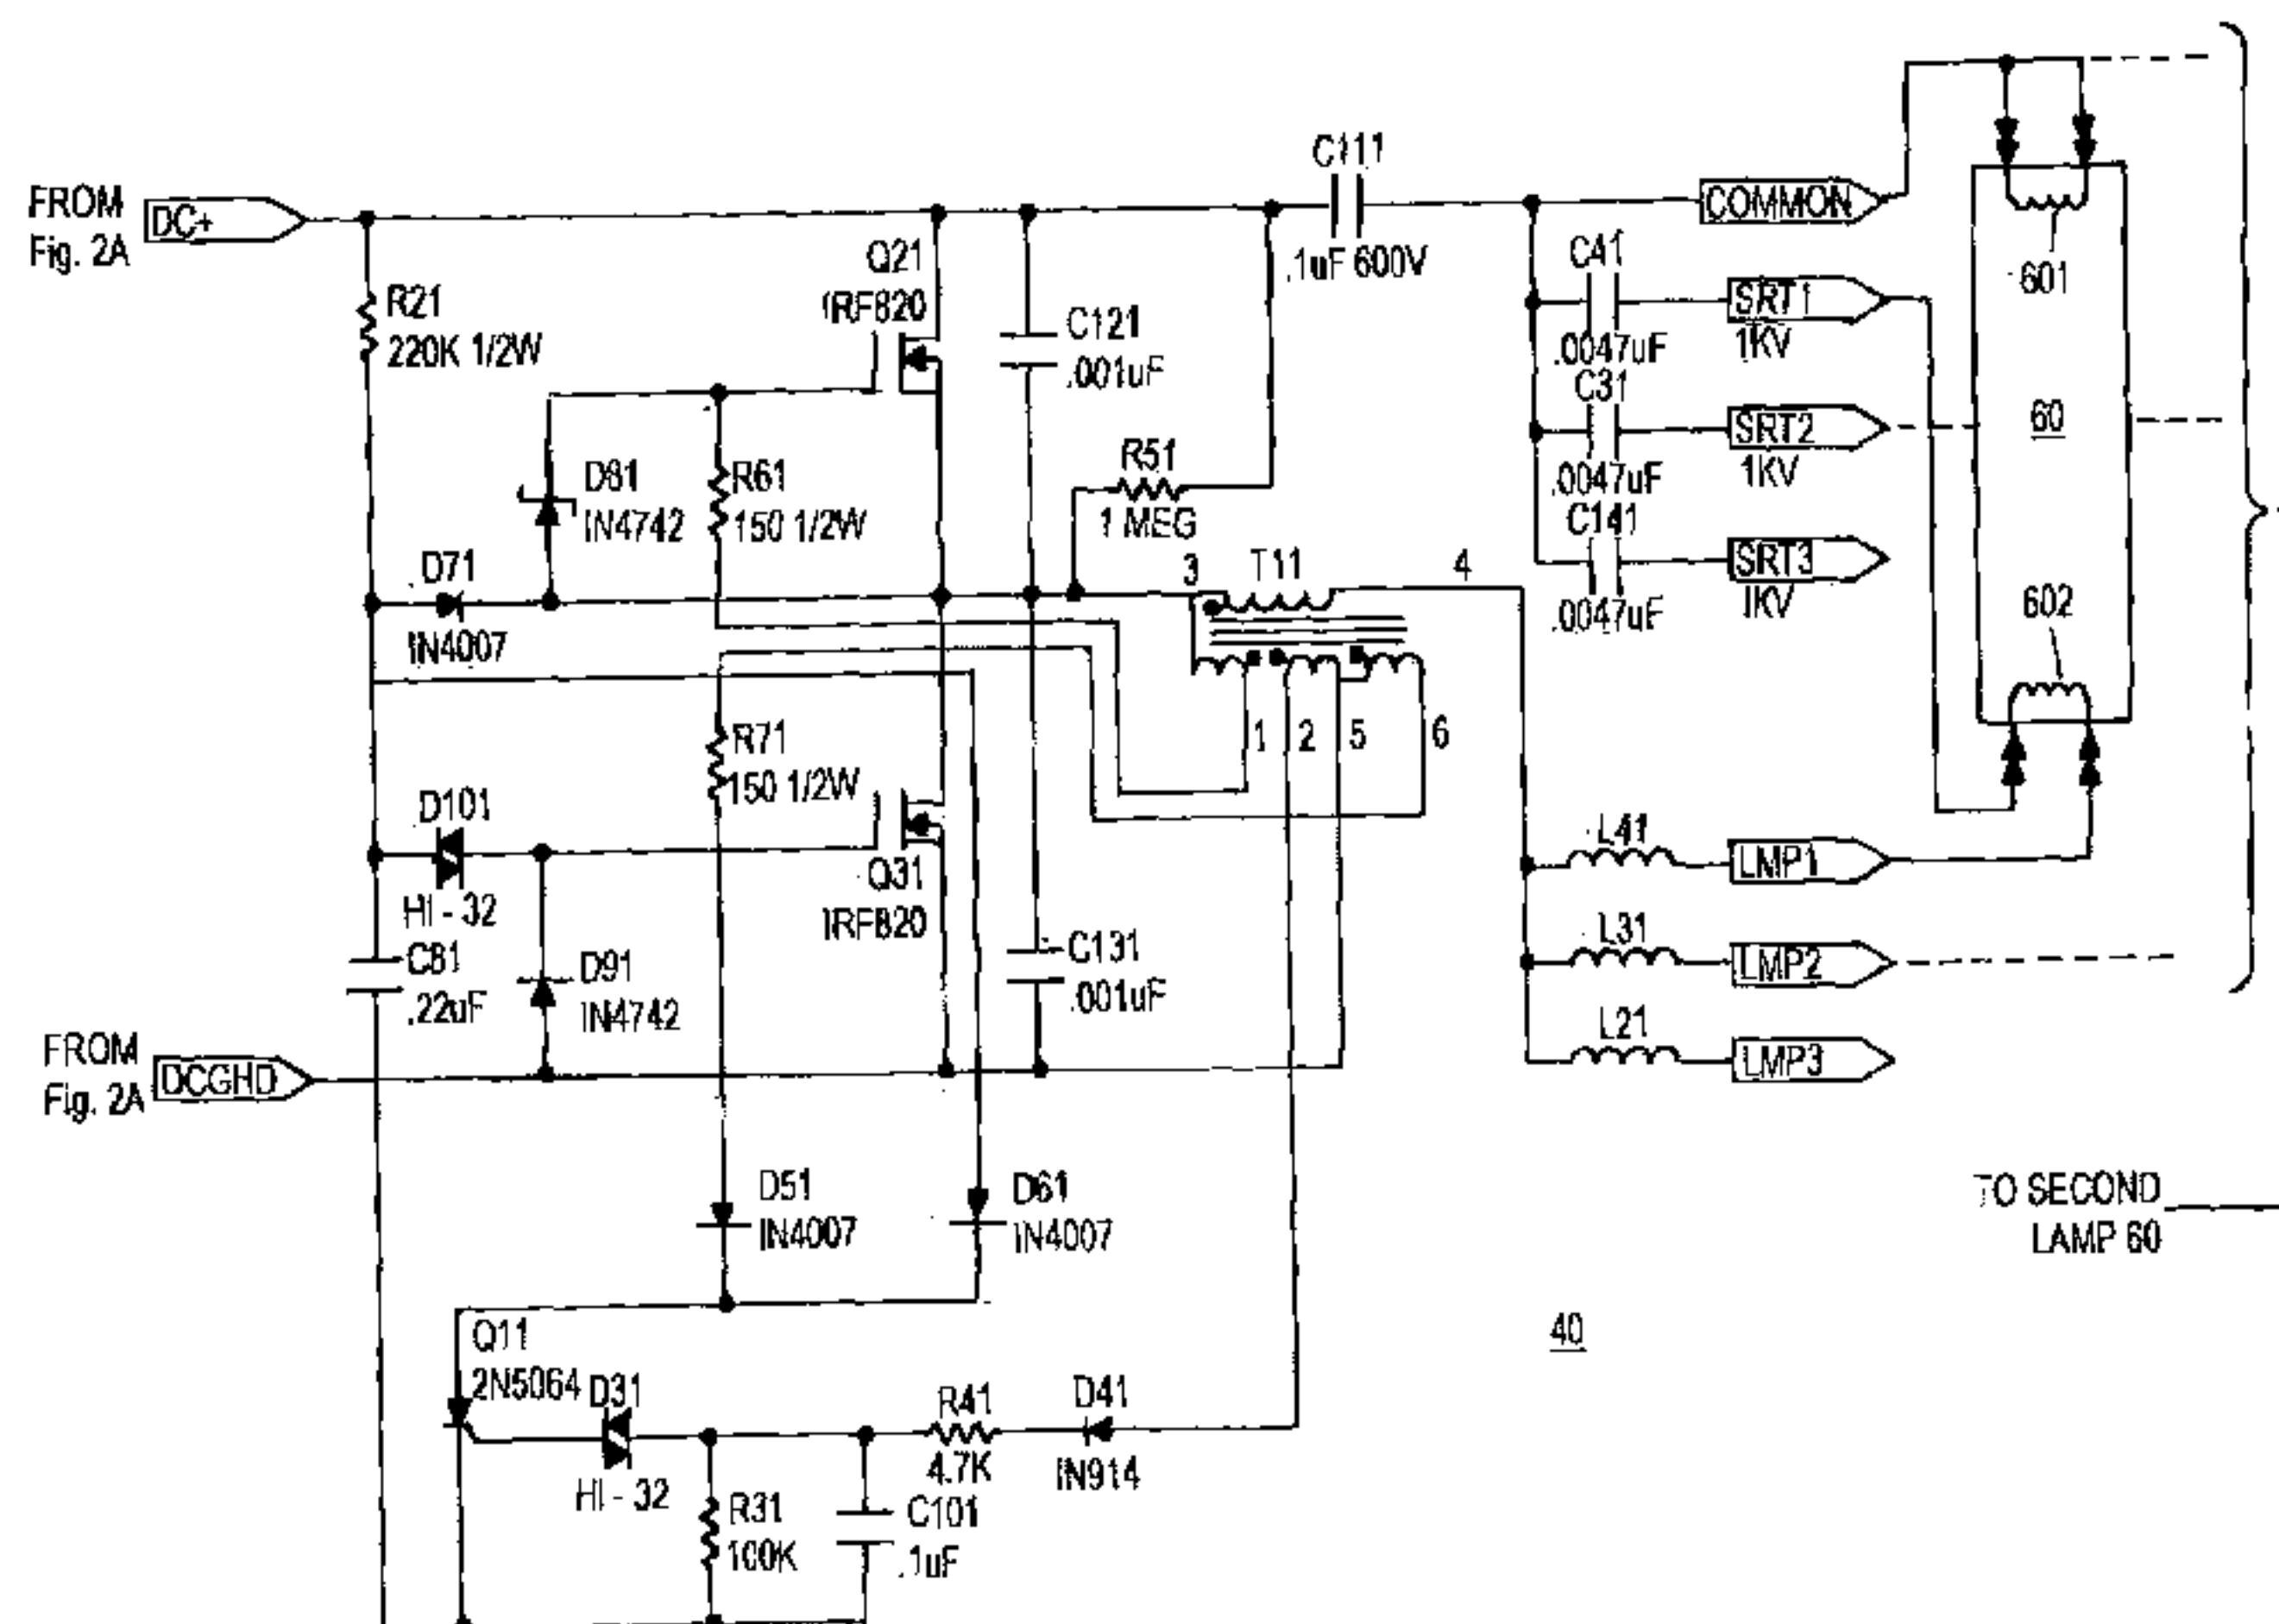 FROM
Fig. 2A
DC+
R21
220K 1/2W
Q21
IRF820
C121
.001uF
C111
.1uF 600V
COMMON
C41
.0047uF
SRT1
1KV
C31
.0047uF
SRT2
1KV
C141
.0047uF
SRT3
1KV
601
60
602
D81
IN4742
R61
150 1/2W
R51
1 MEG
D71
IN4007
3
T11
4
1
2
5
6
R71
150 1/2W
D101
HI - 32
Q31
IRF820
C81
.22uF
D91
IN4742
C131
.001uF
L41
LMP1
L31
LMP2
L21
LMP3
FROM
Fig. 2A
DCGHD
D51
IN4007
D61
IN4007
TO SECOND
LAMP 60
40
Q11
2N5064
D31
HI - 32
R41
4.7K
D41
IN914
R31
100K
C101
.1uF